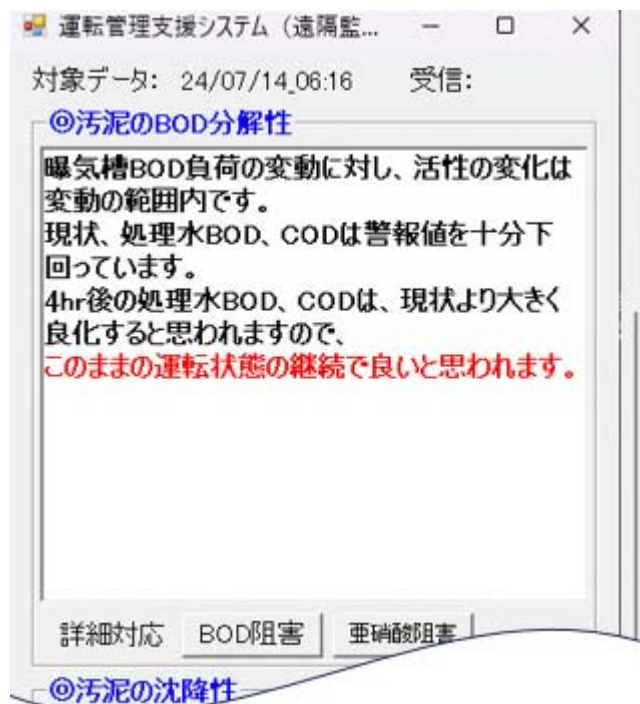 運転管理支援システム（遠隔監...
対象データ: 24/07/14_06:16 受信:
◎汚泥のBOD分解性
曝気槽BOD負荷の変動に対し、活性の変化は
変動の範囲内です。
現状、処理水BOD、CODは警報値を十分下
回っています。
4hr後の処理水BOD、CODは、現状より大きく
良化すると思われますので、
このままの運転状態の継続で良いと思われます。
詳細対応 BOD阻害 亜硝酸阻害
◎汚泥の沈降性